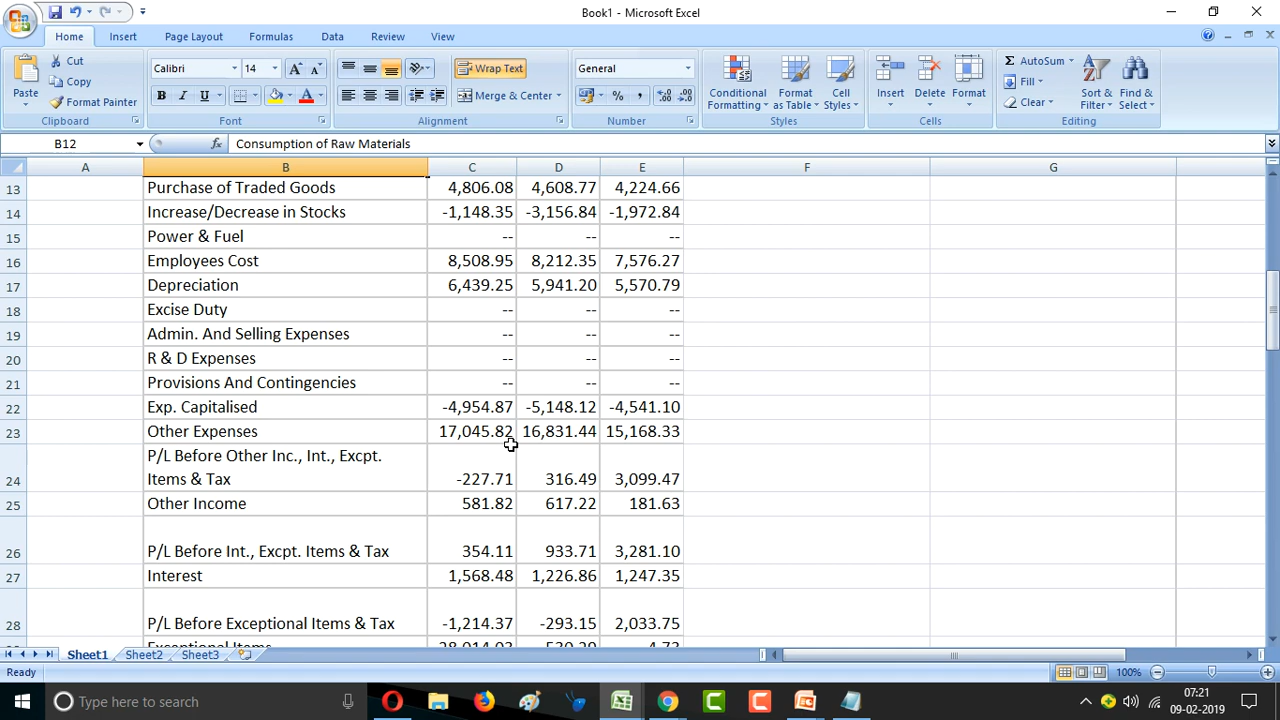 Book1 - Microsoft Excel
Home Insert Page Layout Formulas Data Review View
Cut
Copy
Format Painter
Paste
Clipboard
Calibri 14
B I U
Font
Wrap Text
Merge & Center
Alignment
General
Number
Conditional Formatting
Format as Table
Cell Styles
Styles
Insert Delete Format
Cells
AutoSum
Fill
Clear
Sort & Filter
Find & Select
Editing
B12 fx Consumption of Raw Materials
A B C D E F G
13 Purchase of Traded Goods 4,806.08 4,608.77 4,224.66
14 Increase/Decrease in Stocks -1,148.35 -3,156.84 -1,972.84
15 Power & Fuel -- -- --
16 Employees Cost 8,508.95 8,212.35 7,576.27
17 Depreciation 6,439.25 5,941.20 5,570.79
18 Excise Duty -- -- --
19 Admin. And Selling Expenses -- -- --
20 R & D Expenses -- -- --
21 Provisions And Contingencies -- -- --
22 Exp. Capitalised -4,954.87 -5,148.12 -4,541.10
23 Other Expenses 17,045.82 16,831.44 15,168.33
P/L Before Other Inc., Int., Excpt.
24 Items & Tax -227.71 316.49 3,099.47
25 Other Income 581.82 617.22 181.63
26 P/L Before Int., Excpt. Items & Tax 354.11 933.71 3,281.10
27 Interest 1,568.48 1,226.86 1,247.35
28 P/L Before Exceptional Items & Tax -1,214.37 -293.15 2,033.75
Exceptional Items
Sheet1 Sheet2 Sheet3
Ready 100%
Type here to search
07:21
09-02-2019